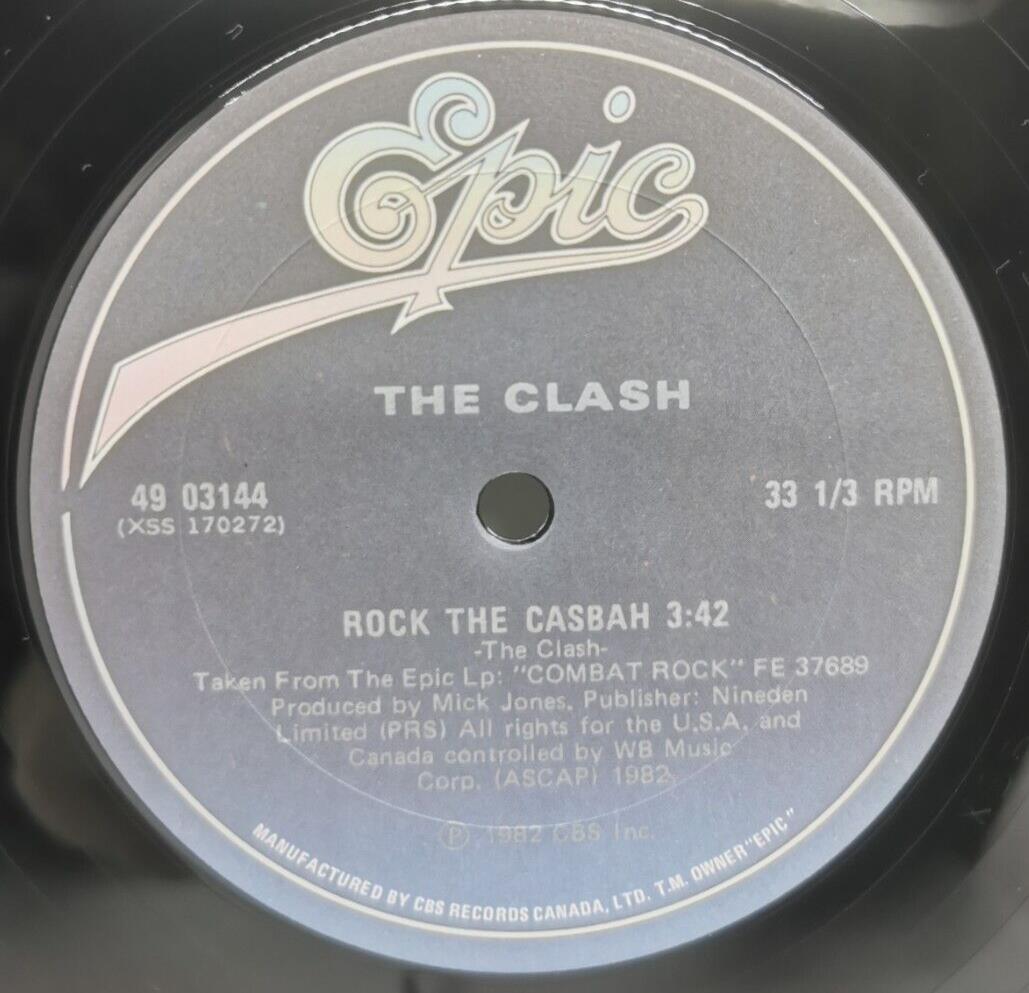 Epic
THE CLASH
49 03144
(XSS 170272)
33 1/3 RPM
ROCK THE CASBAH 3:42
-The Clash-
Taken From The Epic Lp: "COMBAT ROCK" FE 37689
Produced by Mick Jones. Publisher: Nineden
Limited (PRS) All rights for the U.S.A. and
Canada controlled by WB Music
Corp. (ASCAP) 1982
Ⓟ 1982 CBS Inc.
MANUFACTURED BY CBS RECORDS CANADA, LTD. T.M. OWNER "EPIC"